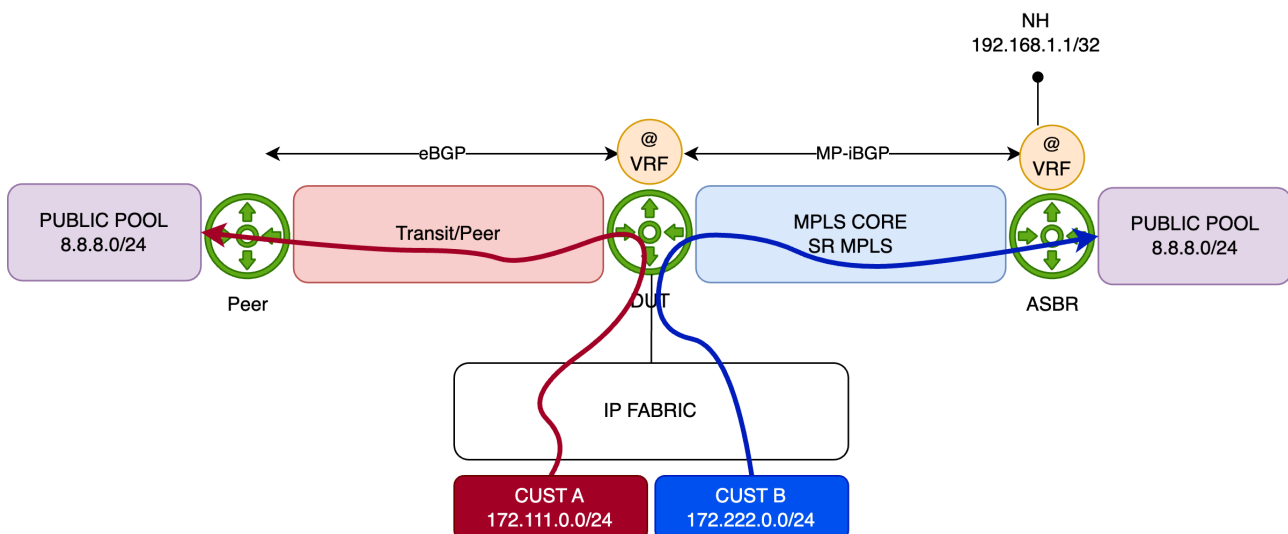 NH
192.168.1.1/32
@
VRF
@
VRF
eBGP
MP-iBGP
PUBLIC POOL
8.8.8.0/24
Transit/Peer
MPLS CORE
SR MPLS
PUBLIC POOL
8.8.8.0/24
Peer
DUT
ASBR
IP FABRIC
CUST A
172.111.0.0/24
CUST B
172.222.0.0/24